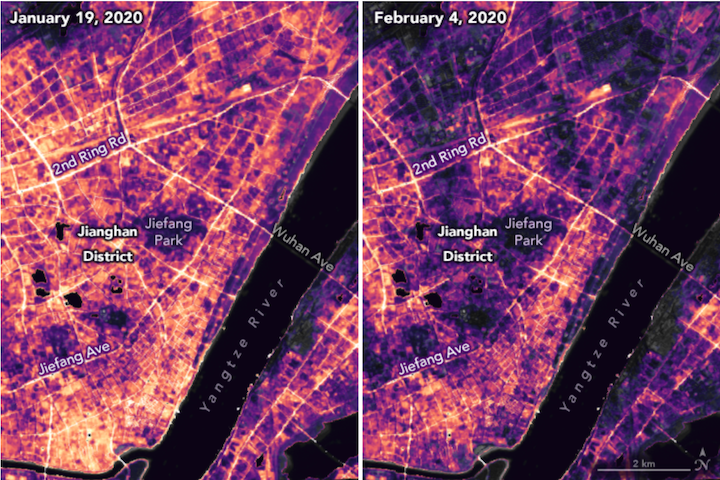 January 19, 2020
2nd Ring Rd
Jianghan
District
Jiefang
Park
Wuhan Ave
Yangtze River
Jiefang Ave
February 4, 2020
2nd Ring Rd
Jianghan
District
Jiefang
Park
Wuhan Ave
Yangtze River
Jiefang Ave
2 km
N